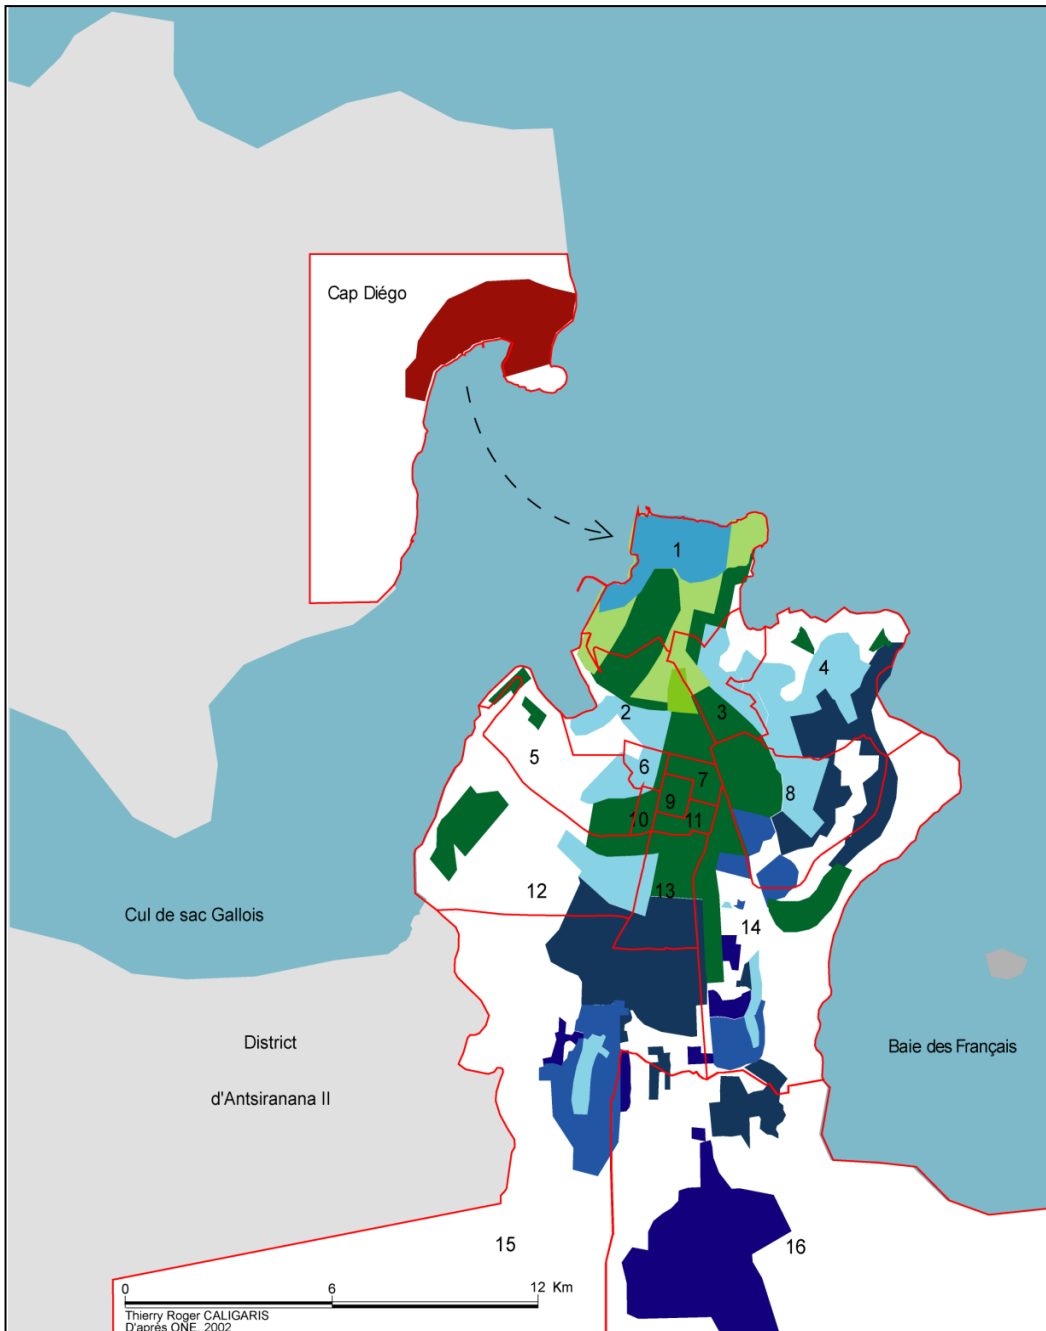 Cap Diégo
1
4
2
3
5
6
7
8
9
10
11
12
13
Cul de sac Gallois
14
District
Baie des Français
d'Antsiranana II
15
16
0 6 12 Km
Thierry Roger CALIGARIS
D'aprés ONE, 2002